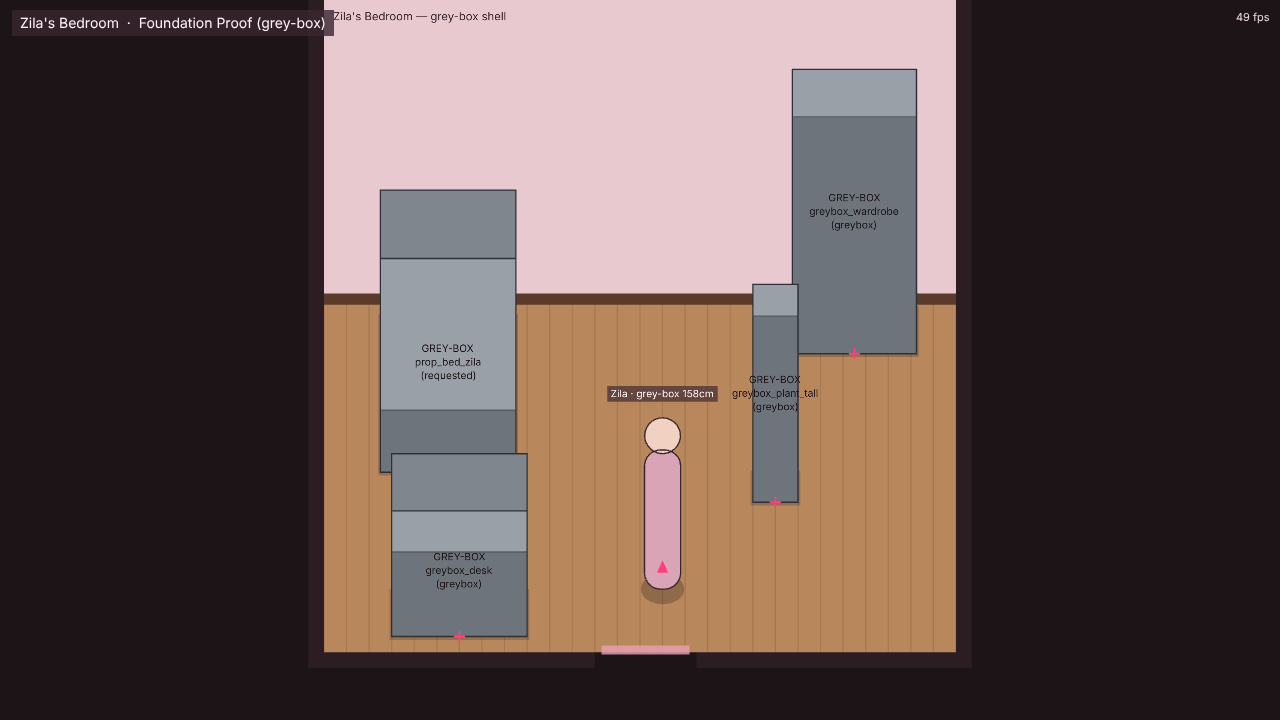 Zila's Bedroom · Foundation Proof (grey-box)
Zila's Bedroom — grey-box shell
49 fps
GREY-BOX
greybox_wardrobe
(greybox)
GREY-BOX
prop_bed_zila
(requested)
Zila · grey-box 158cm
GREY-BOX
greybox_plant_tall
(greybox)
GREY-BOX
greybox_desk
(greybox)